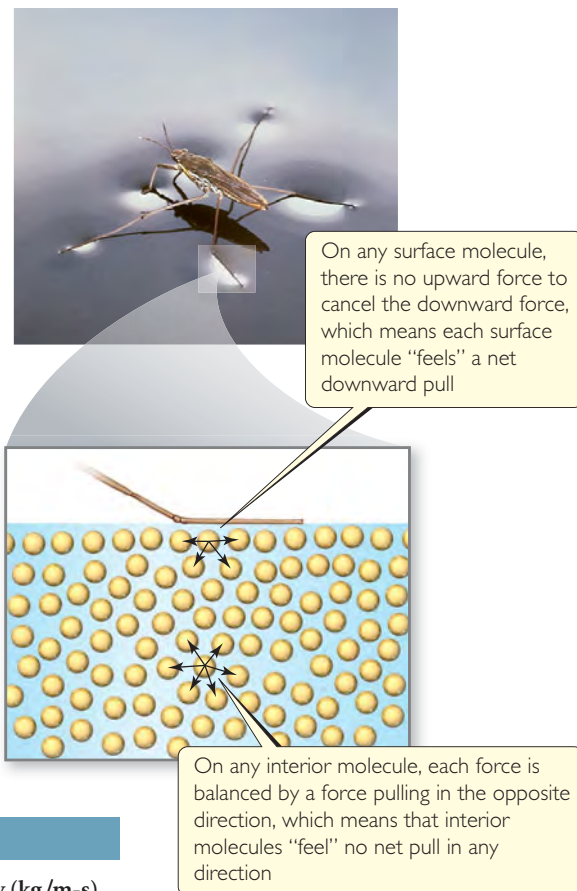 On any surface molecule,
there is no upward force to
cancel the downward force,
which means each surface
molecule “feels” a net
downward pull
On any interior molecule, each force is
balanced by a force pulling in the opposite
direction, which means that interior
molecules “feel” no net pull in any
direction
(kg/m-s)